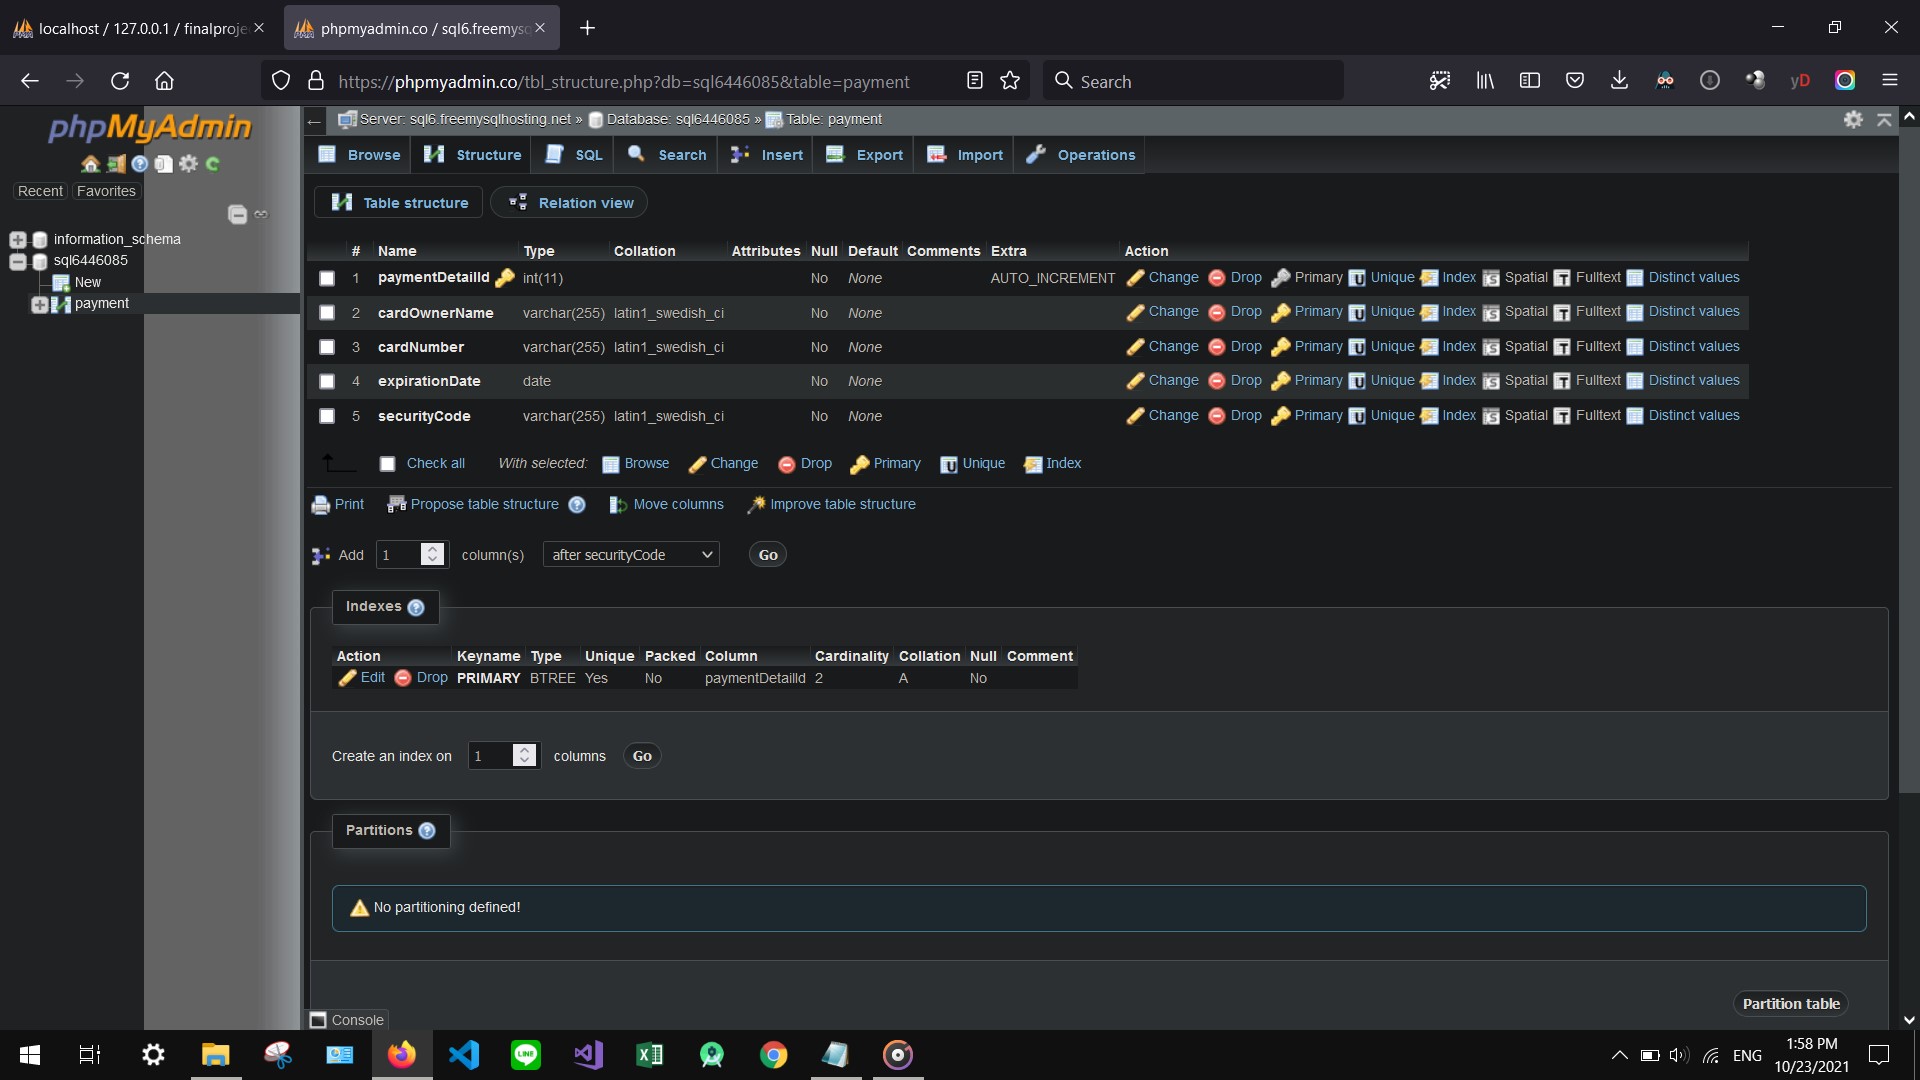 localhost / 127.0.0.1 / finalproje
phpmyadmin.co / sql6.freemysq
https://phpmyadmin.co/tbl_structure.php?db=sql6446085&table=payment
Search
yD
phpMyAdmin
Recent Favorites
information_schema
sql6446085
New
payment
Server: sql6.freemysqlhosting.net » Database: sql6446085 » Table: payment
Browse Structure SQL Search Insert Export Import Operations
Table structure Relation view
# Name Type Collation Attributes Null Default Comments Extra Action
1 paymentDetailId int(11) No None AUTO_INCREMENT Change Drop Primary Unique Index Spatial Fulltext Distinct values
2 cardOwnerName varchar(255) latin1_swedish_ci No None Change Drop Primary Unique Index Spatial Fulltext Distinct values
3 cardNumber varchar(255) latin1_swedish_ci No None Change Drop Primary Unique Index Spatial Fulltext Distinct values
4 expirationDate date No None Change Drop Primary Unique Index Spatial Fulltext Distinct values
5 securityCode varchar(255) latin1_swedish_ci No None Change Drop Primary Unique Index Spatial Fulltext Distinct values
Check all With selected: Browse Change Drop Primary Unique Index
Print Propose table structure Move columns Improve table structure
Add 1 column(s) after securityCode Go
Indexes
Action Keyname Type Unique Packed Column Cardinality Collation Null Comment
Edit Drop PRIMARY BTREE Yes No paymentDetailId 2 A No
Create an index on 1 columns Go
Partitions
No partitioning defined!
Partition table
Console
ENG
1:58 PM
10/23/2021